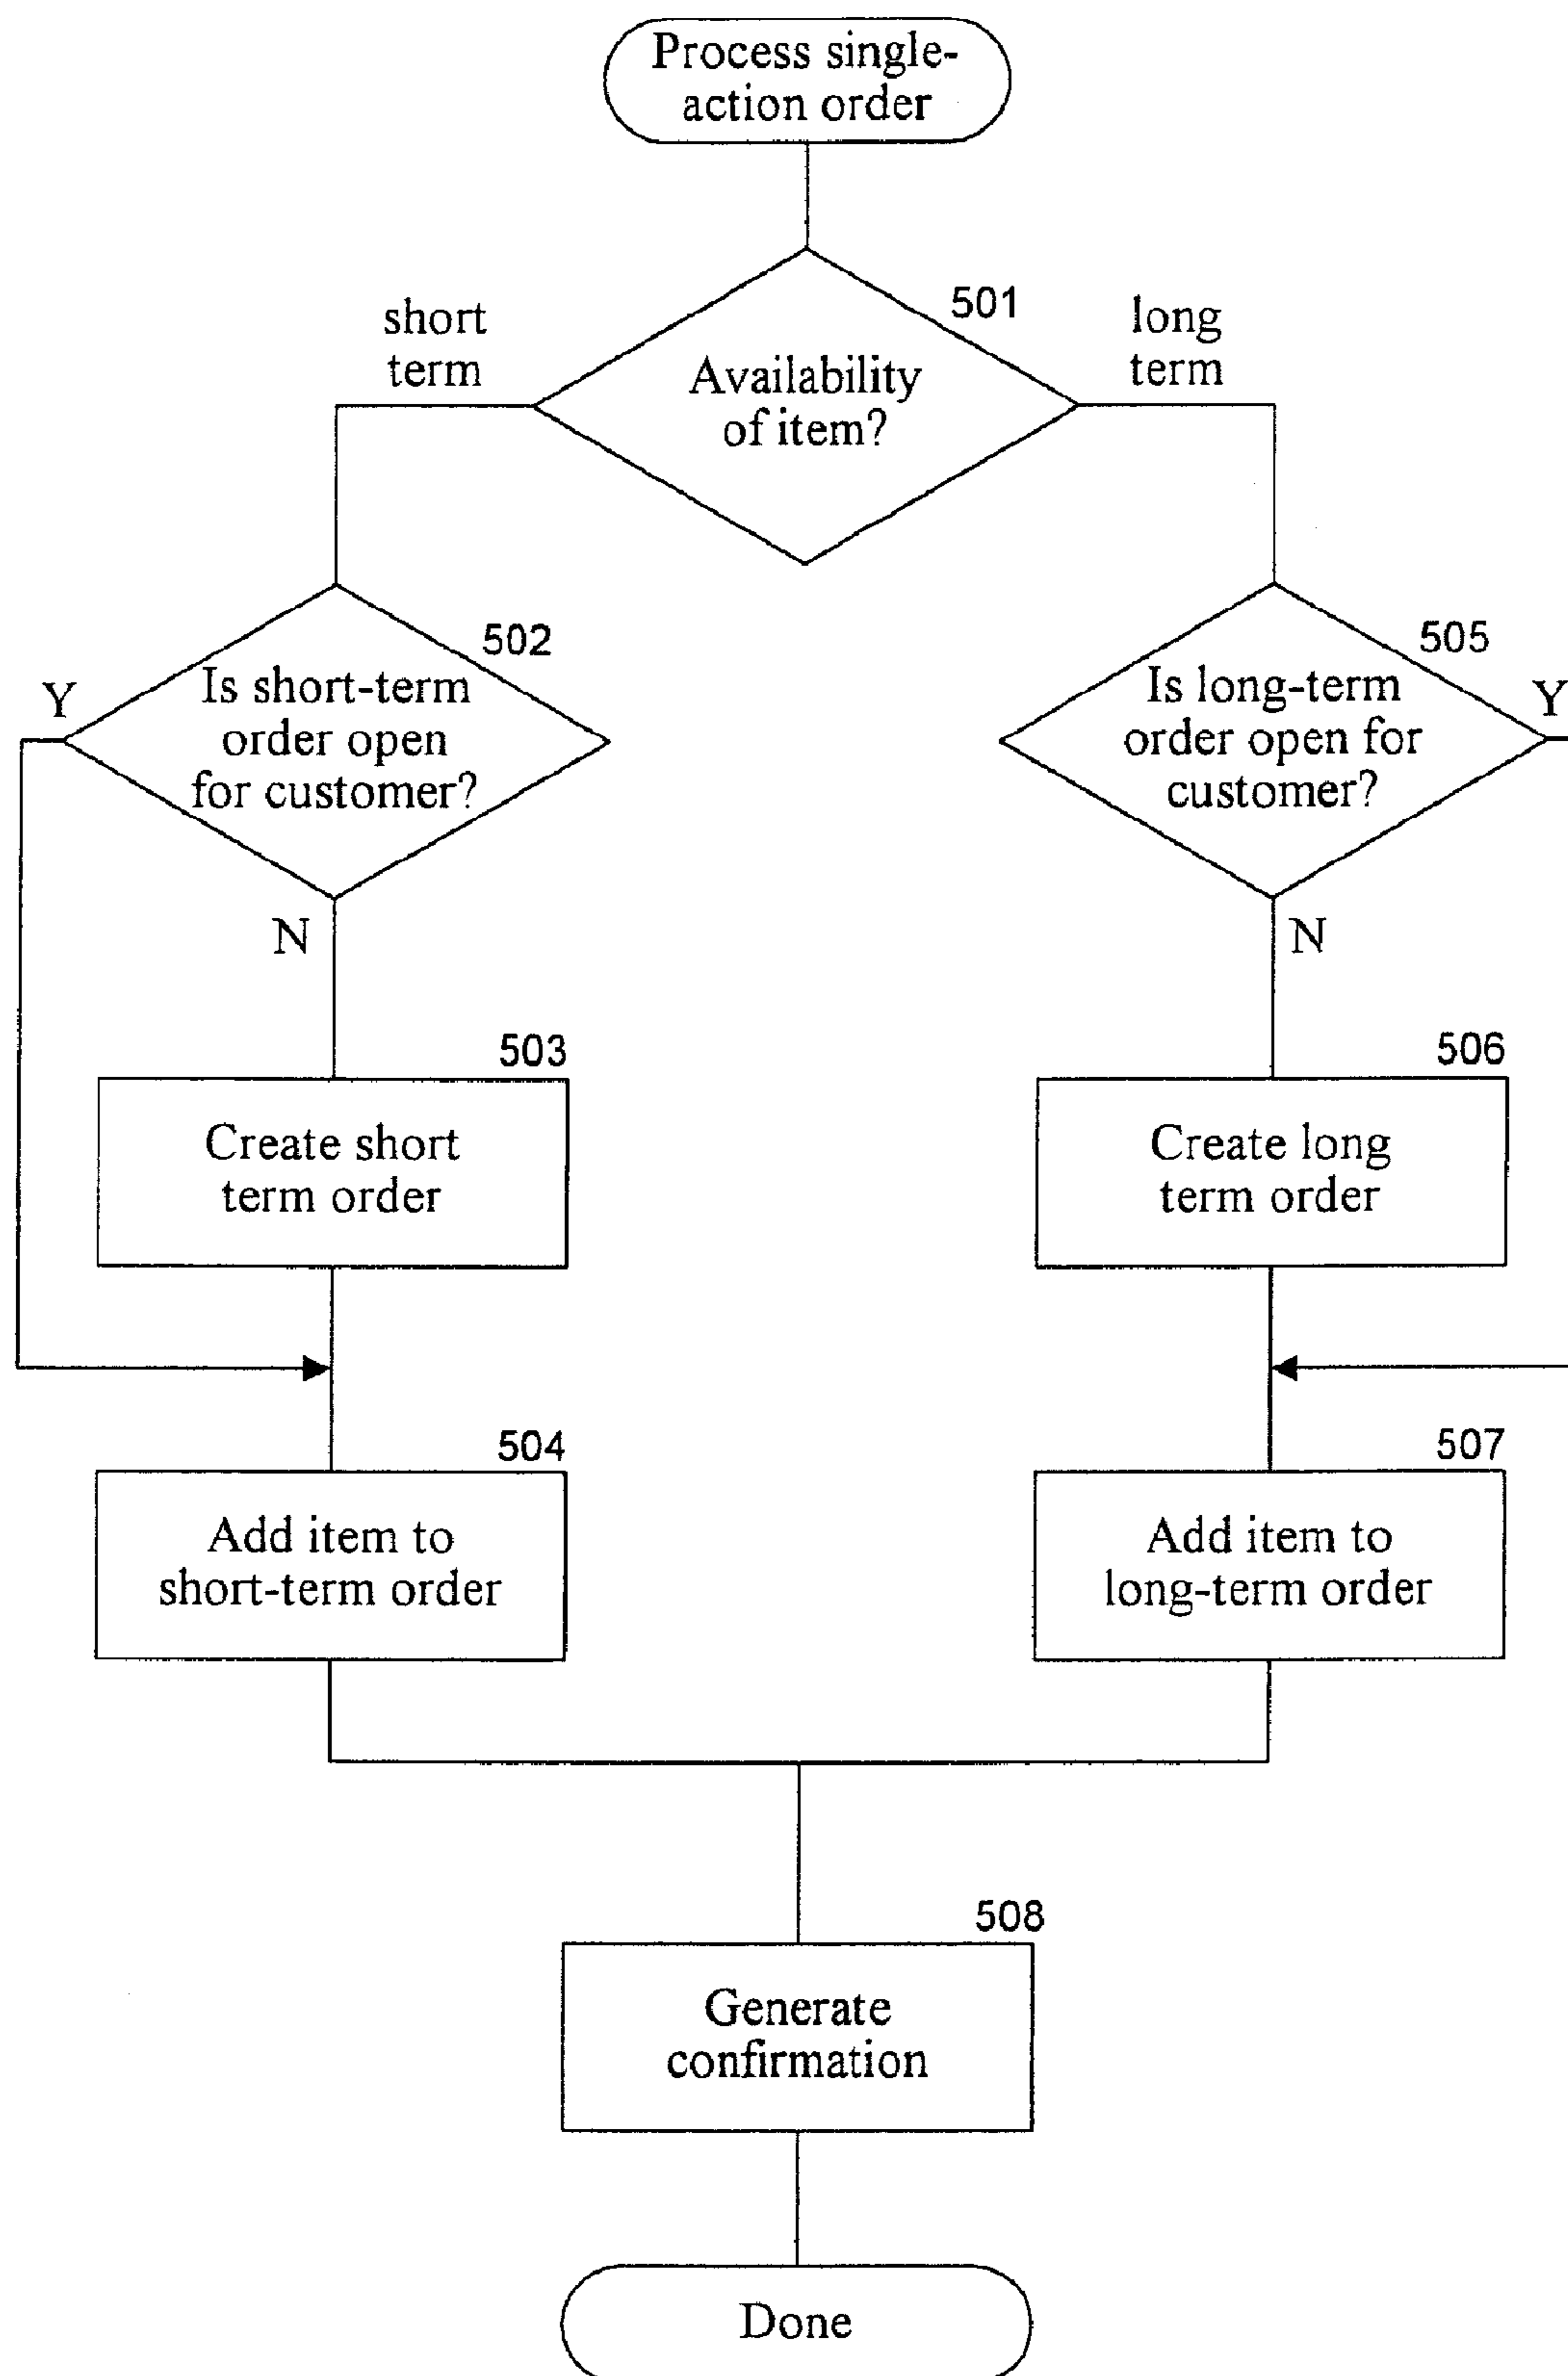 Process single-
action order
501
short
term
long
term
Availability
of item?
502
505
Y
Is short-term
order open
for customer?
Is long-term
order open for
customer?
Y
N
N
503
506
Create short
term order
Create long
term order
504
507
Add item to
short-term order
Add item to
long-term order
508
Generate
confirmation
Done